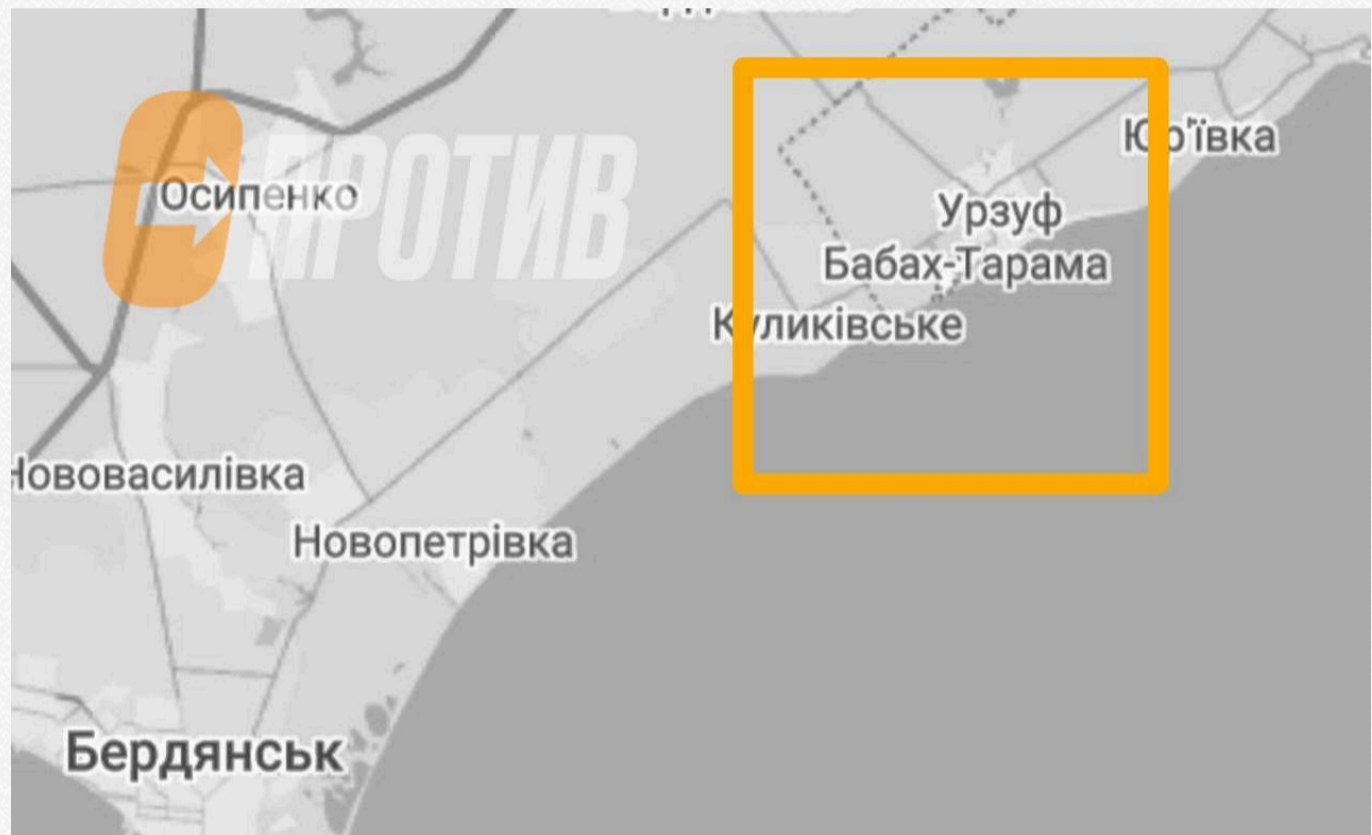 Юр'ївка
Осипенко
ПРОТИВ
Урзуф
Бабах-Тарама
Куликівське
Нововасилівка
Новопетрівка
Бердянськ